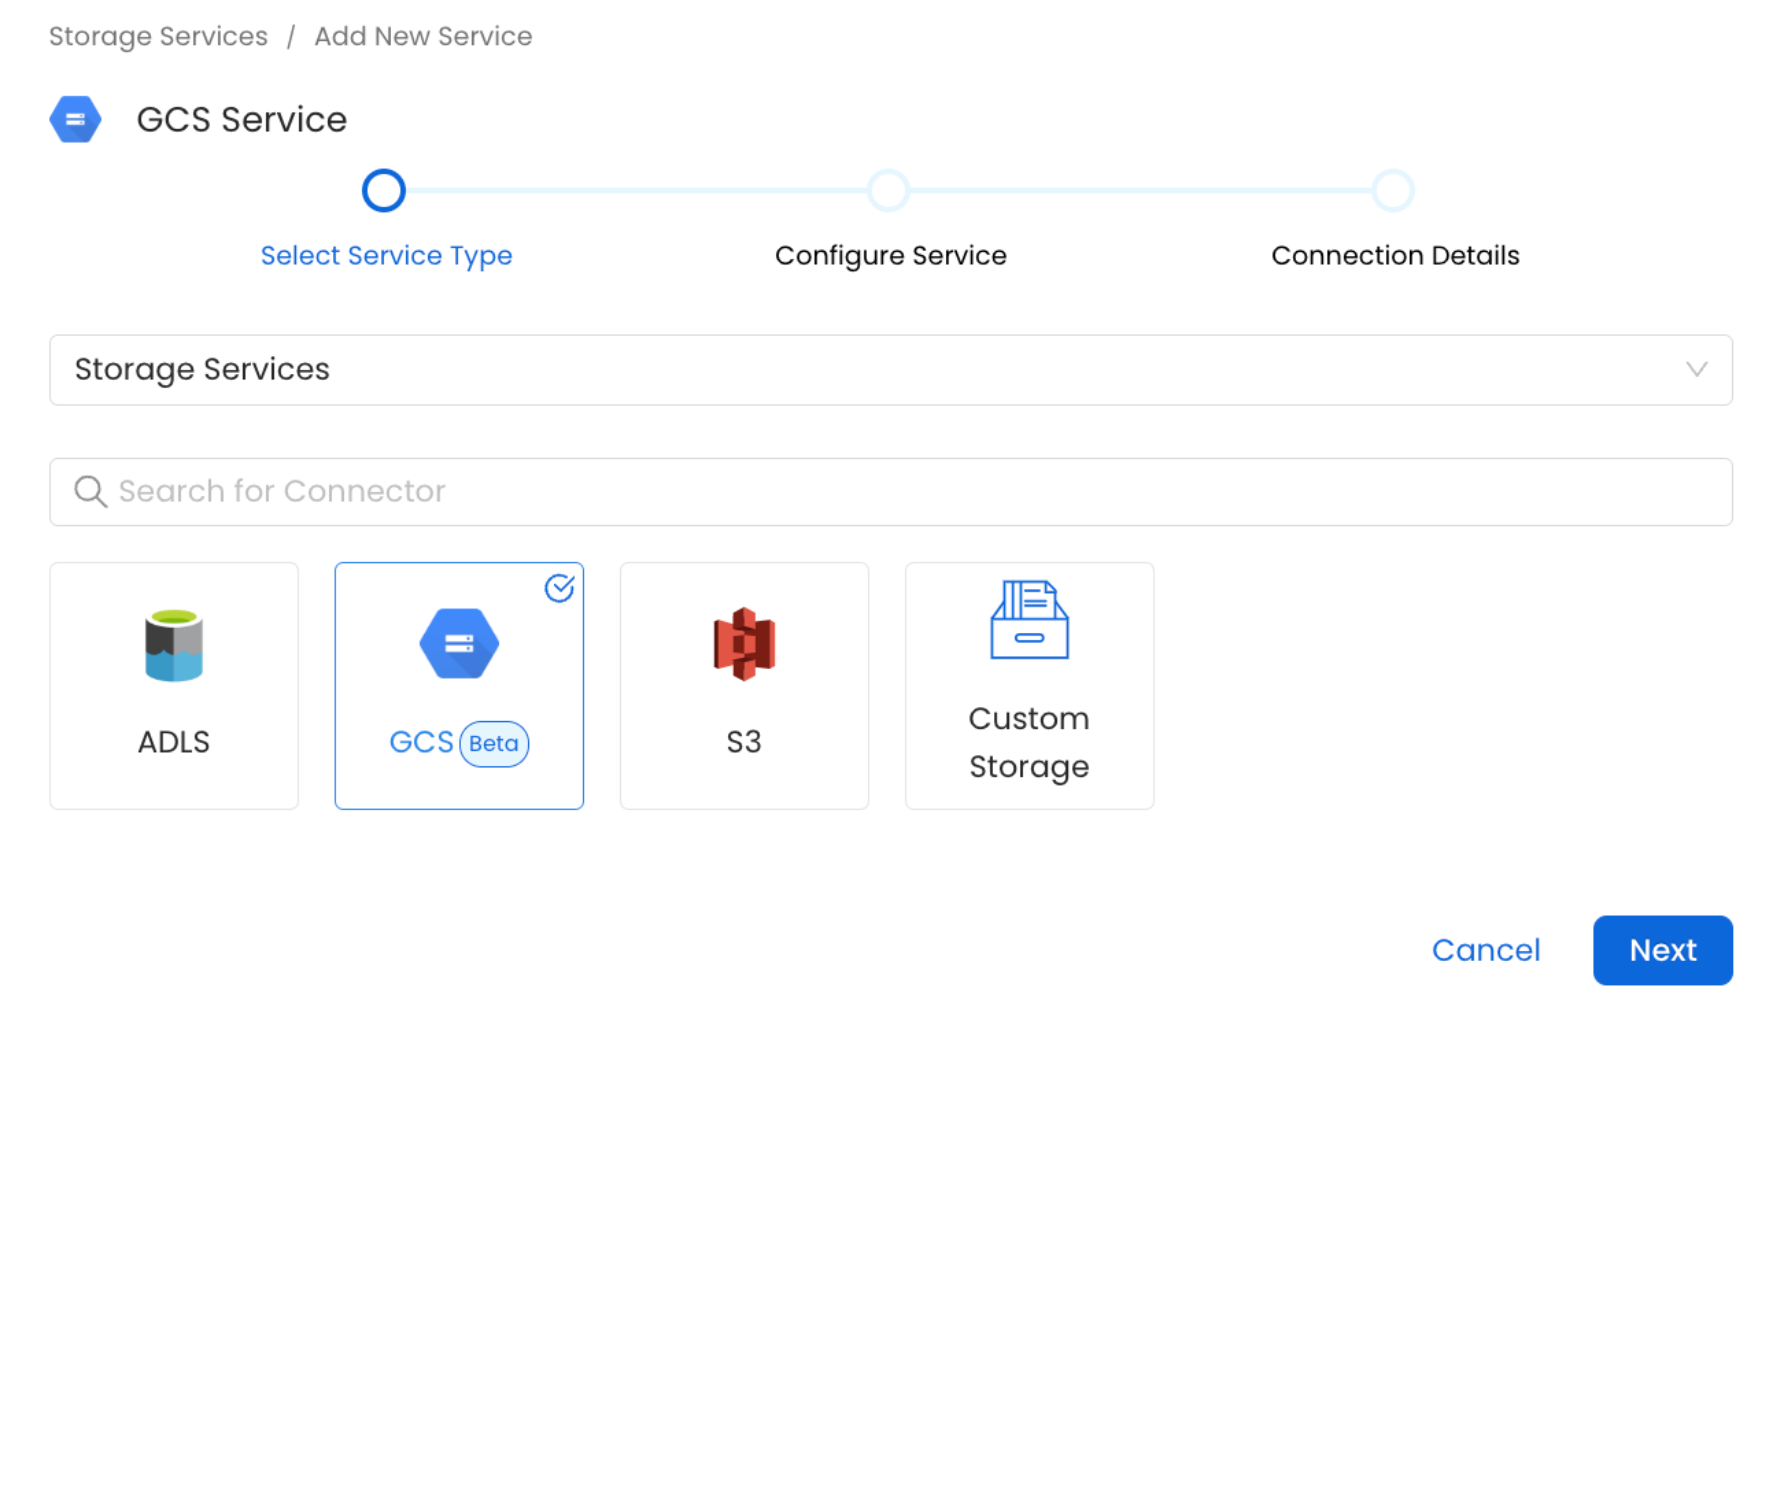 Storage Services / Add New Service
GCS Service
Select Service Type
Configure Service
Connection Details
Storage Services
Search for Connector
ADLS
GCS Beta
S3
Custom
Storage
Cancel
Next